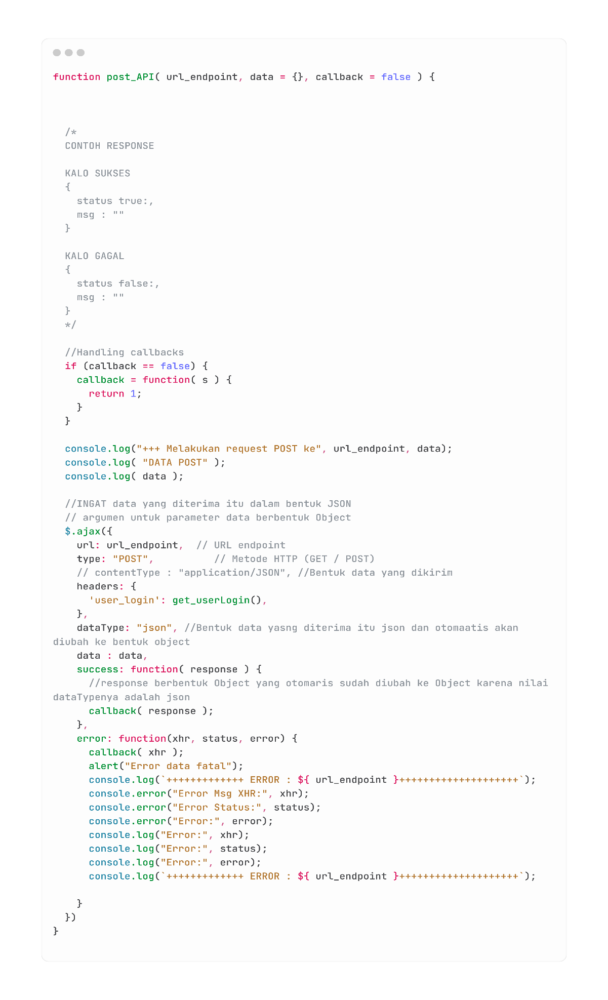 function post_API( url_endpoint, data = {}, callback = false ) {
/*
CONTOH RESPONSE
KALO SUKSES
{
status true:,
msg : ""
}
KALO GAGAL
{
status false:,
msg : ""
}
*/
//Handling callbacks
if (callback == false) {
callback = function( s ) {
return 1;
}
}
console.log("+++ Melakukan request POST ke", url_endpoint, data);
console.log( "DATA POST" );
console.log( data );
//INGAT data yang diterima itu dalam bentuk JSON
// argumen untuk parameter data berbentuk Object
$.ajax({
url: url_endpoint,  // URL endpoint
type: "POST",          // Metode HTTP (GET / POST)
// contentType : "application/JSON", //Bentuk data yang dikirim
headers: {
'user_login': get_userLogin(),
},
dataType: "json", //Bentuk data yasng diterima itu json dan otomaatis akan
diubah ke bentuk object
data : data,
success: function( response ) {
//response berbentuk Object yang otomaris sudah diubah ke Object karena nilai
dataTypenya adalah json
callback( response );
},
error: function(xhr, status, error) {
callback( xhr );
alert("Error data fatal");
console.log(`+++++++++++++ ERROR : ${ url_endpoint }++++++++++++++++++++`);
console.error("Error Msg XHR:", xhr);
console.error("Error Status:", status);
console.error("Error:", error);
console.log("Error:", xhr);
console.log("Error:", status);
console.log("Error:", error);
console.log(`+++++++++++++ ERROR : ${ url_endpoint }++++++++++++++++++++`);
}
})
}